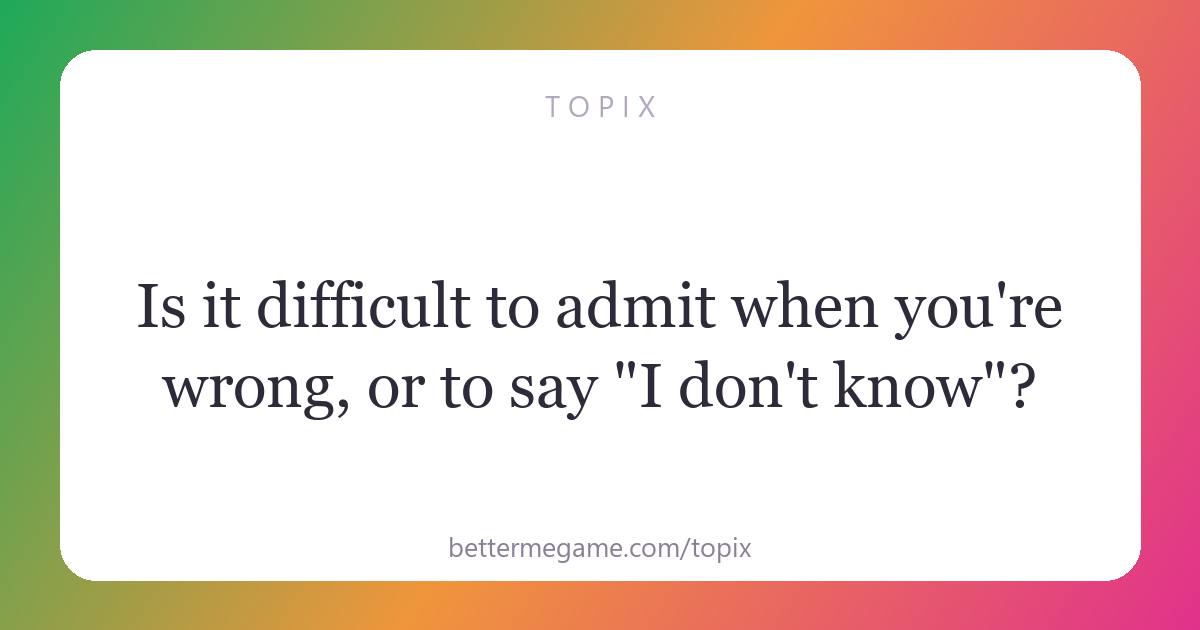 TOPIX
Is it difficult to admit when you're
wrong, or to say "I don't know"?
bettermegame.com/topix